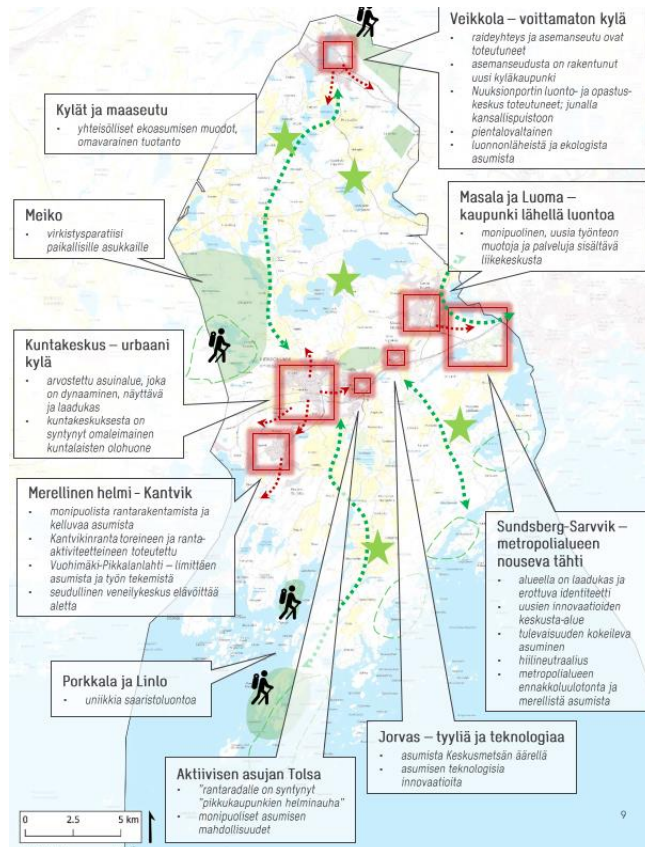 Veikkola – voittamaton kylä
• raideyhteys ja asemanseutu ovat
toteutuneet
• asemanseudusta on rakentunut
uusi kyläkaupunki
• Nuuksionportin luonto- ja opastus-
keskus toteutuneet; junalla
kansallispuistoon
• pientalovaltainen
• luonnonläheistä ja ekologista
asumista
Kylät ja maaseutu
• yhteisölliset ekoasumisen muodot,
omavarainen tuotanto
Masala ja Luoma –
kaupunki lähellä luontoa
• monipuolinen, uusia työnteon
muotoja ja palveluja sisältävä
liikekeskusta
Meiko
• virkistysparatiisi
paikallisille asukkaille
Kuntakeskus – urbaani
kylä
• arvostettu asuinalue, joka
on dynaaminen, näyttävä
ja laadukas
• kuntakeskuksesta on
syntynyt omaleimainen
kuntalaisten olohuone
Merellinen helmi - Kantvik
• monipuolista rantarakentamista ja
kelluvaa asumista
• Kantvikinranta toreineen ja ranta-
aktiviteetteineen toteutettu
• Vuohimäki-Pikkalanlahti – limittäen
asumista ja työn tekemistä
• seudullinen veneilykeskus elävöittää
aletta
Sundsberg-Sarvvik –
metropolialueen
nouseva tähti
• alueella on laadukas ja
erottuva identiteetti
• uusien innovaatioiden
keskusta-alue
• tulevaisuuden kokeileva
asuminen
• hiilineutraalius
• metropolialueen
ennakkoluulotonta ja
merellistä asumista
Porkkala ja Linlo
• uniikkia saaristoluontoa
Jorvas – tyyliä ja teknologiaa
• asumista Keskusmetsän äärellä
• asumisen teknologisia
innovaatioita
Aktiivisen asujan Tolsa
• "rantaradalle on syntynyt
"pikkukaupunkien helminauha"
• monipuoliset asumisen
mahdollisuudet
0 2.5 5 km
9